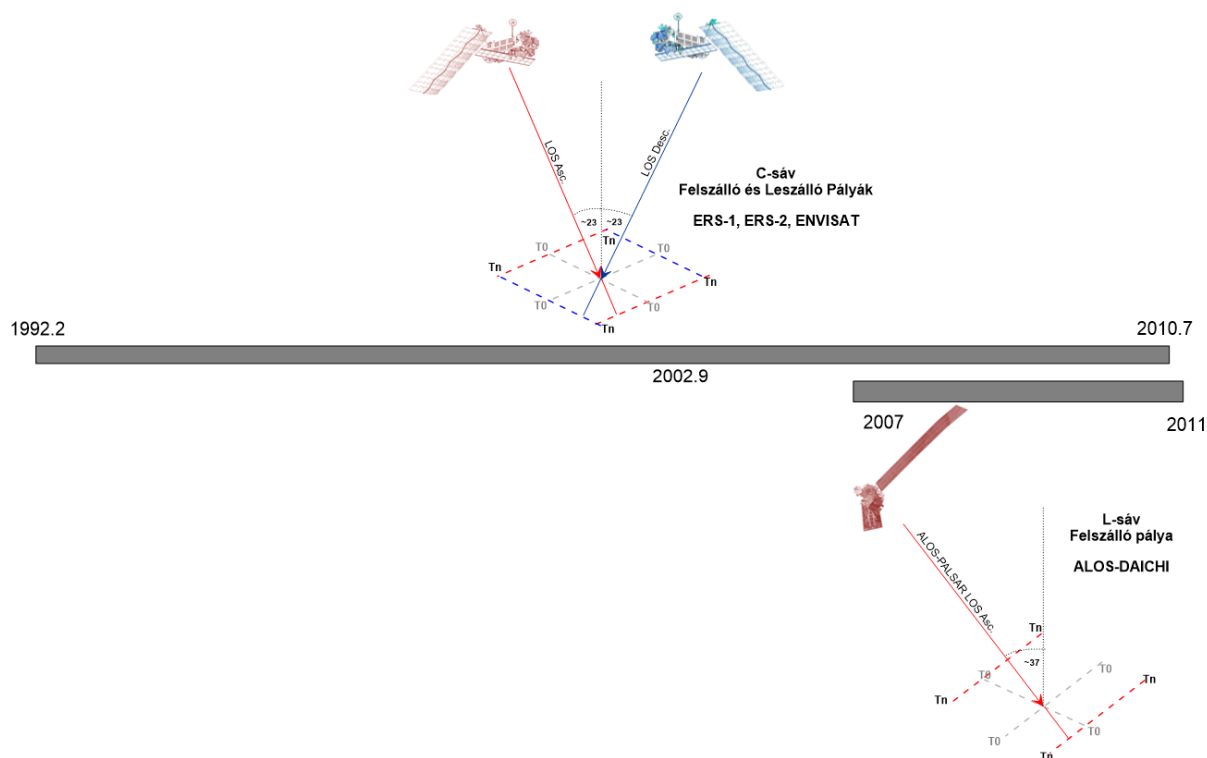 LOS Asc.
LOS Desc.
C-sáv
Felszálló és Leszálló Pályák
ERS-1, ERS-2, ENVISAT
~23
~23
Tn
T0
T0
Tn
Tn
T0
T0
Tn
1992.2
2010.7
2002.9
2007
2011
L-sáv
Felszálló pálya
ALOS-DAICHI
ALOS-PALSAR LOS Asc.
Tn
~37
T0
T0
Tn
Tn
T0
T0
Tn